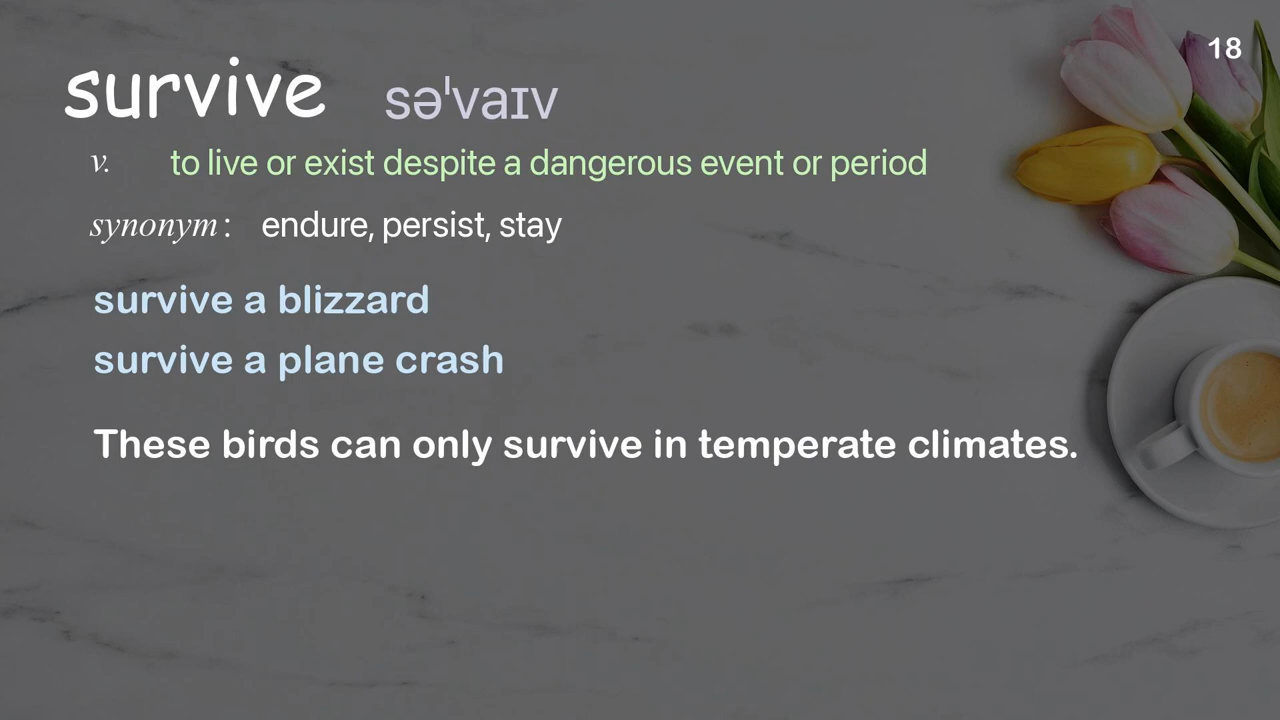 18
survive səˈvaɪv
v. to live or exist despite a dangerous event or period
synonym: endure, persist, stay
survive a blizzard
survive a plane crash
These birds can only survive in temperate climates.